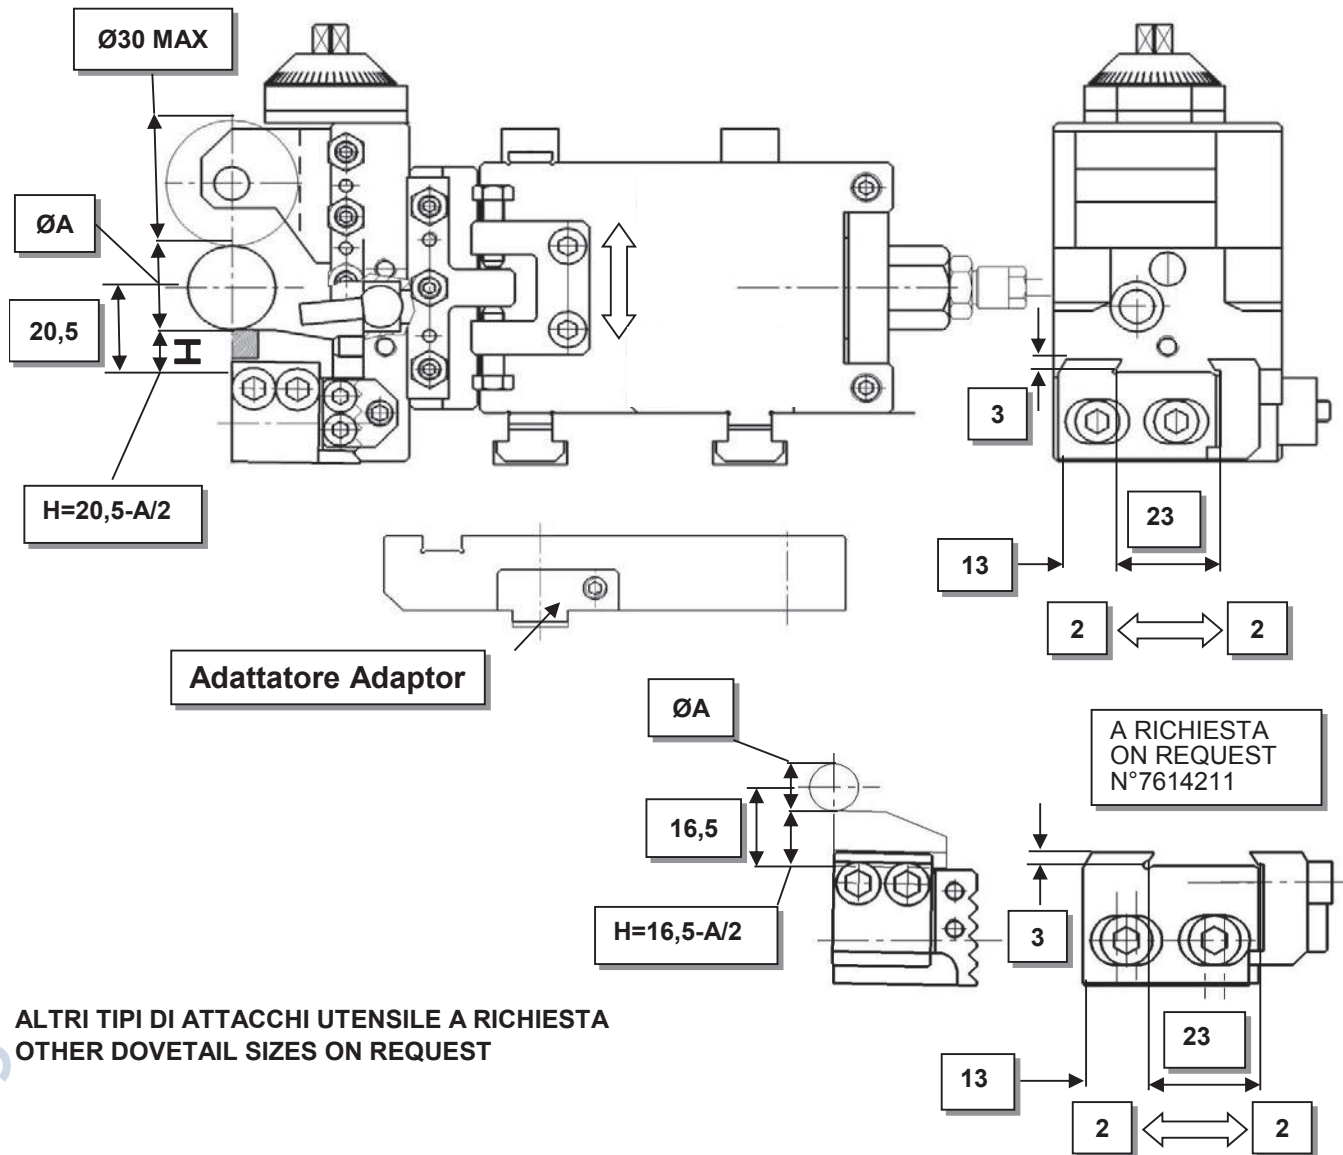 Ø30 MAX
ØA
20,5
H
H=20,5-A/2
3
23
13
2
2
Adattatore Adaptor
ØA
A RICHIESTA
ON REQUEST
N°7614211
16,5
H=16,5-A/2
3
ALTRI TIPI DI ATTACCHI UTENSILE A RICHIESTA
OTHER DOVETAIL SIZES ON REQUEST
23
13
2
2